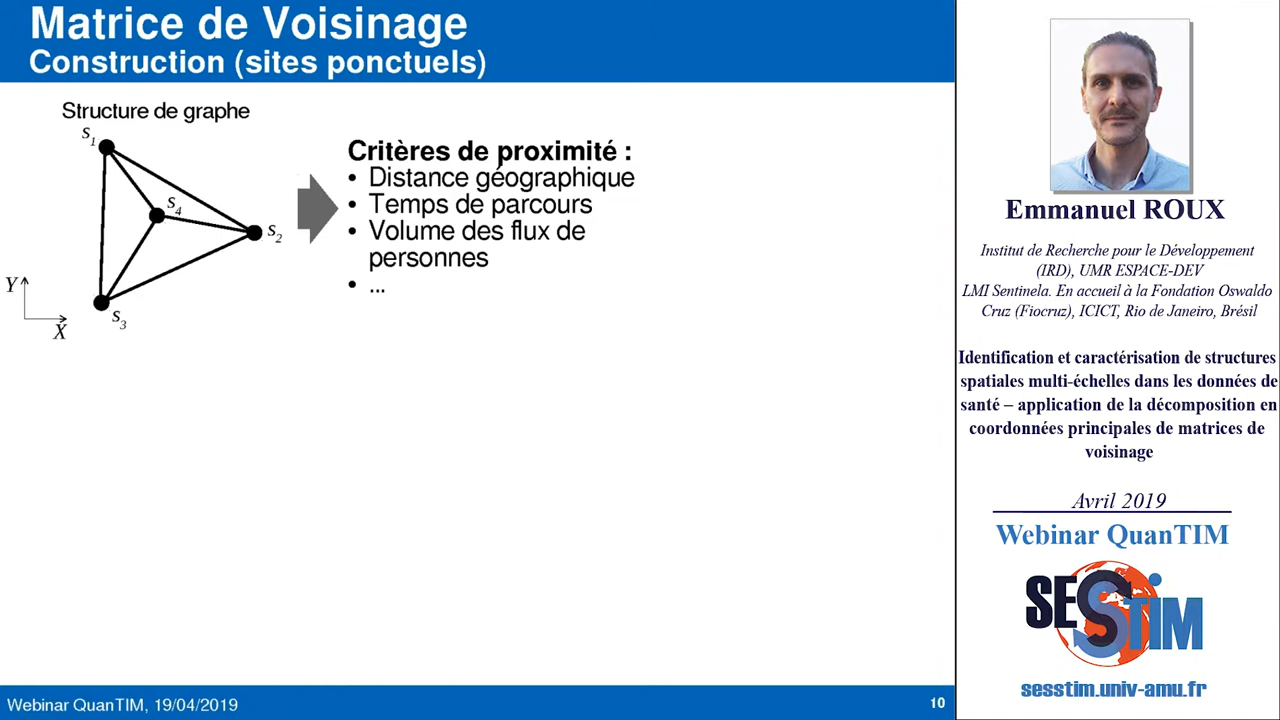 Matrice de Voisinage
Construction (sites ponctuels)
Structure de graphe
s1
s4
s2
s3
Y
X
Critères de proximité :
• Distance géographique
• Temps de parcours
• Volume des flux de
personnes
• ...
Webinar QuanTIM, 19/04/2019
10
Emmanuel ROUX
Institut de Recherche pour le Développement
(IRD), UMR ESPACE-DEV
LMI Sentinela. En accueil à la Fondation Oswaldo
Cruz (Fiocruz), ICICT, Rio de Janeiro, Brésil
Identification et caractérisation de structures
spatiales multi-échelles dans les données de
santé – application de la décomposition en
coordonnées principales de matrices de
voisinage
Avril 2019
Webinar QuanTIM
SESSTIM
sesstim.univ-amu.fr